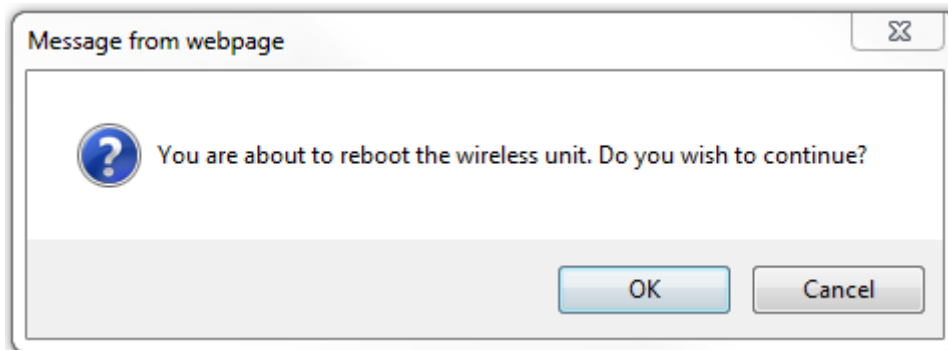 Message from webpage
You are about to reboot the wireless unit. Do you wish to continue?
OK Cancel